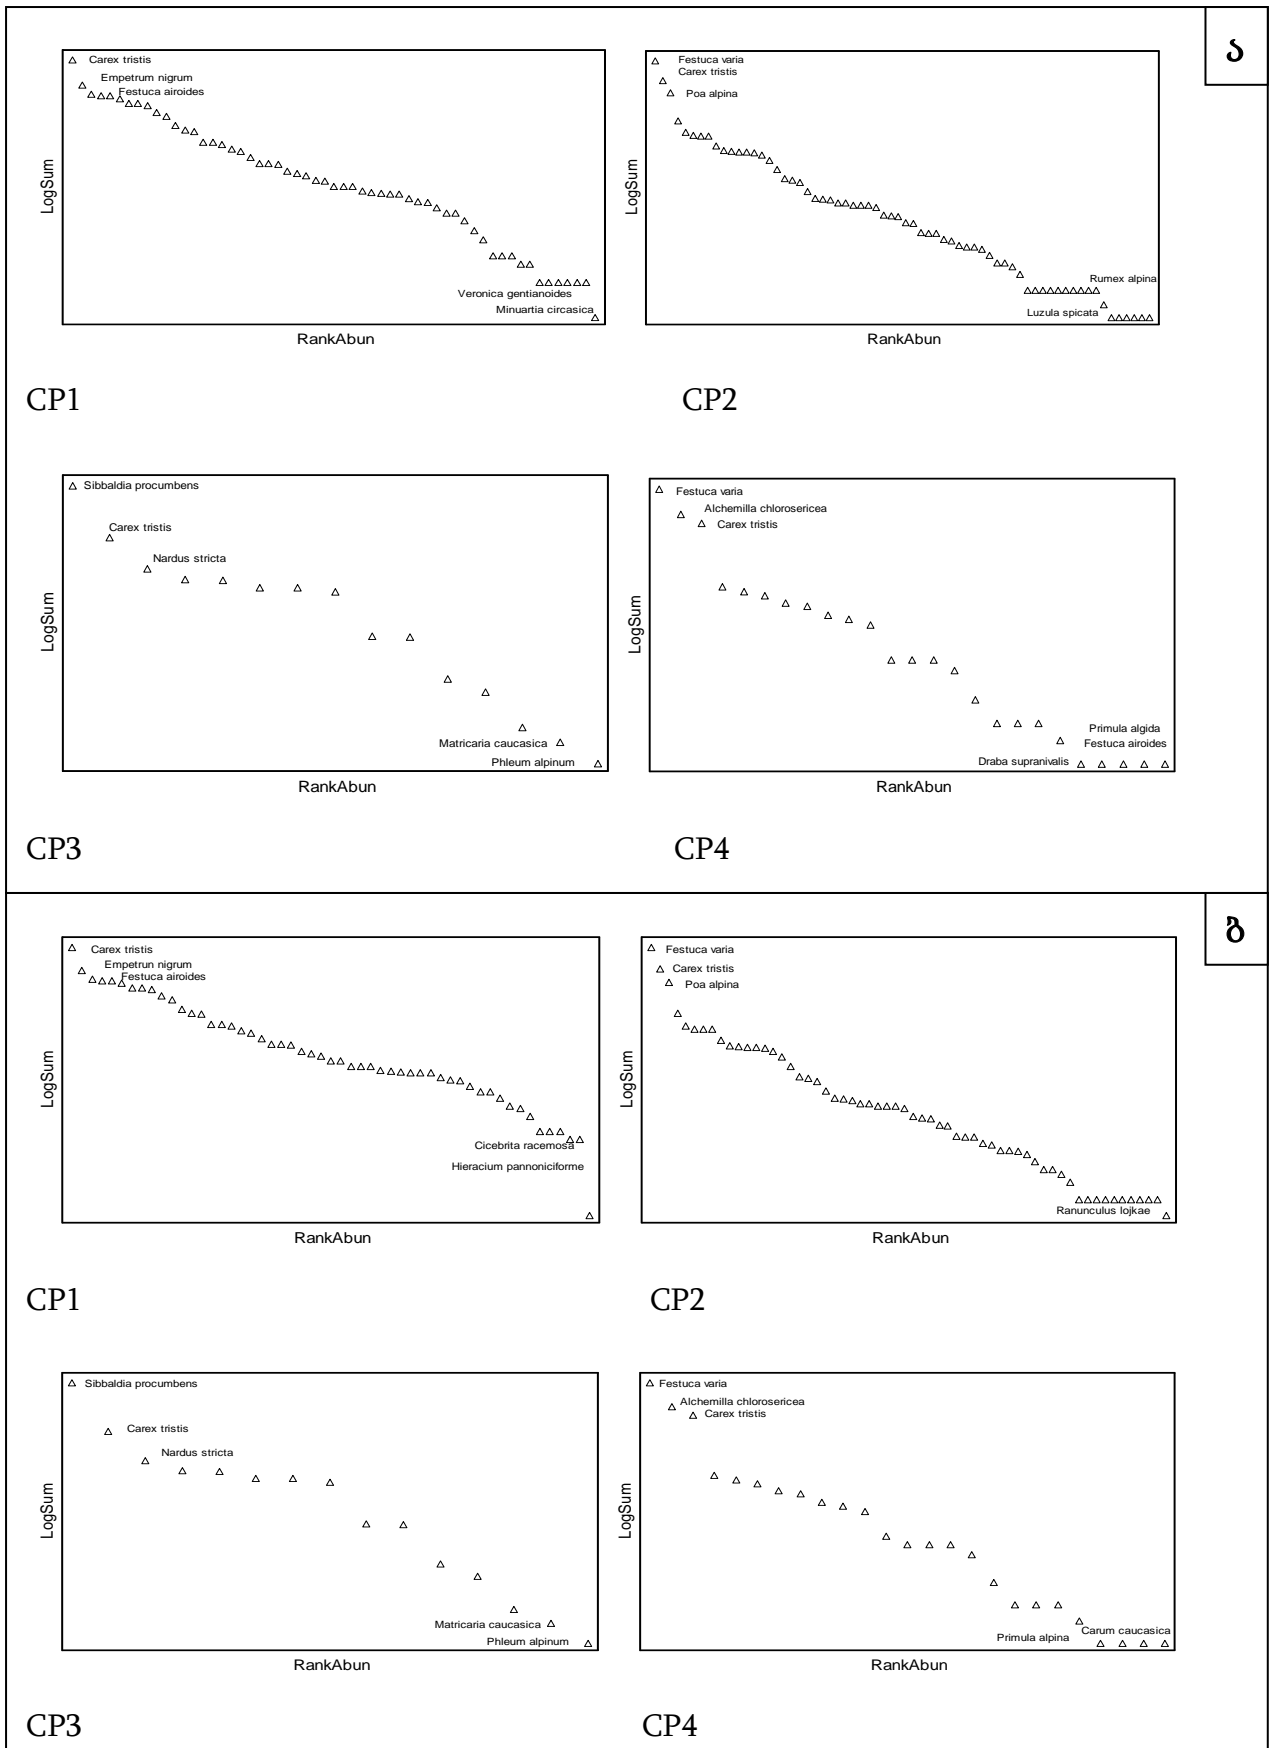 ა
Carex tristis
Empetrum nigrum
Festuca airoides
LogSum
Veronica gentianoides
Minuartia circasica
RankAbun
CP1
Festuca varia
Carex tristis
Poa alpina
LogSum
Rumex alpina
Luzula spicata
RankAbun
CP2
Sibbaldia procumbens
Carex tristis
Nardus stricta
LogSum
Matricaria caucasica
Phleum alpinum
RankAbun
CP3
Festuca varia
Alchemilla chlorosericea
Carex tristis
LogSum
Primula algida
Festuca airoides
Draba supranivalis
RankAbun
CP4
ბ
Carex tristis
Empetrun nigrum
Festuca airoides
LogSum
Cicebrita racemosa
Hieracium pannoniciforme
RankAbun
CP1
Festuca varia
Carex tristis
Poa alpina
LogSum
Ranunculus lojkae
RankAbun
CP2
Sibbaldia procumbens
Carex tristis
Nardus stricta
LogSum
Matricaria caucasica
Phleum alpinum
RankAbun
CP3
Festuca varia
Alchemilla chlorosericea
Carex tristis
LogSum
Carum caucasica
Primula alpina
RankAbun
CP4